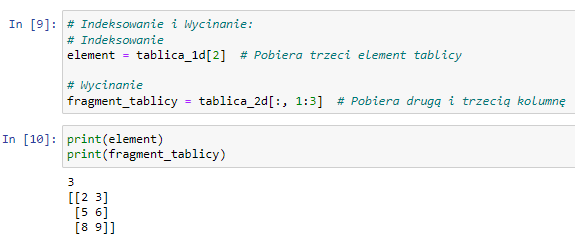 In [9]: # Indeksowanie i Wycinanie:
# Indeksowanie
element = tablica_1d[2]  # Pobiera trzeci element tablicy
# Wycinanie
fragment_tablicy = tablica_2d[:, 1:3]  # Pobiera drugą i trzecią kolumnę
In [10]: print(element)
print(fragment_tablicy)
3
[[2 3]
 [5 6]
 [8 9]]